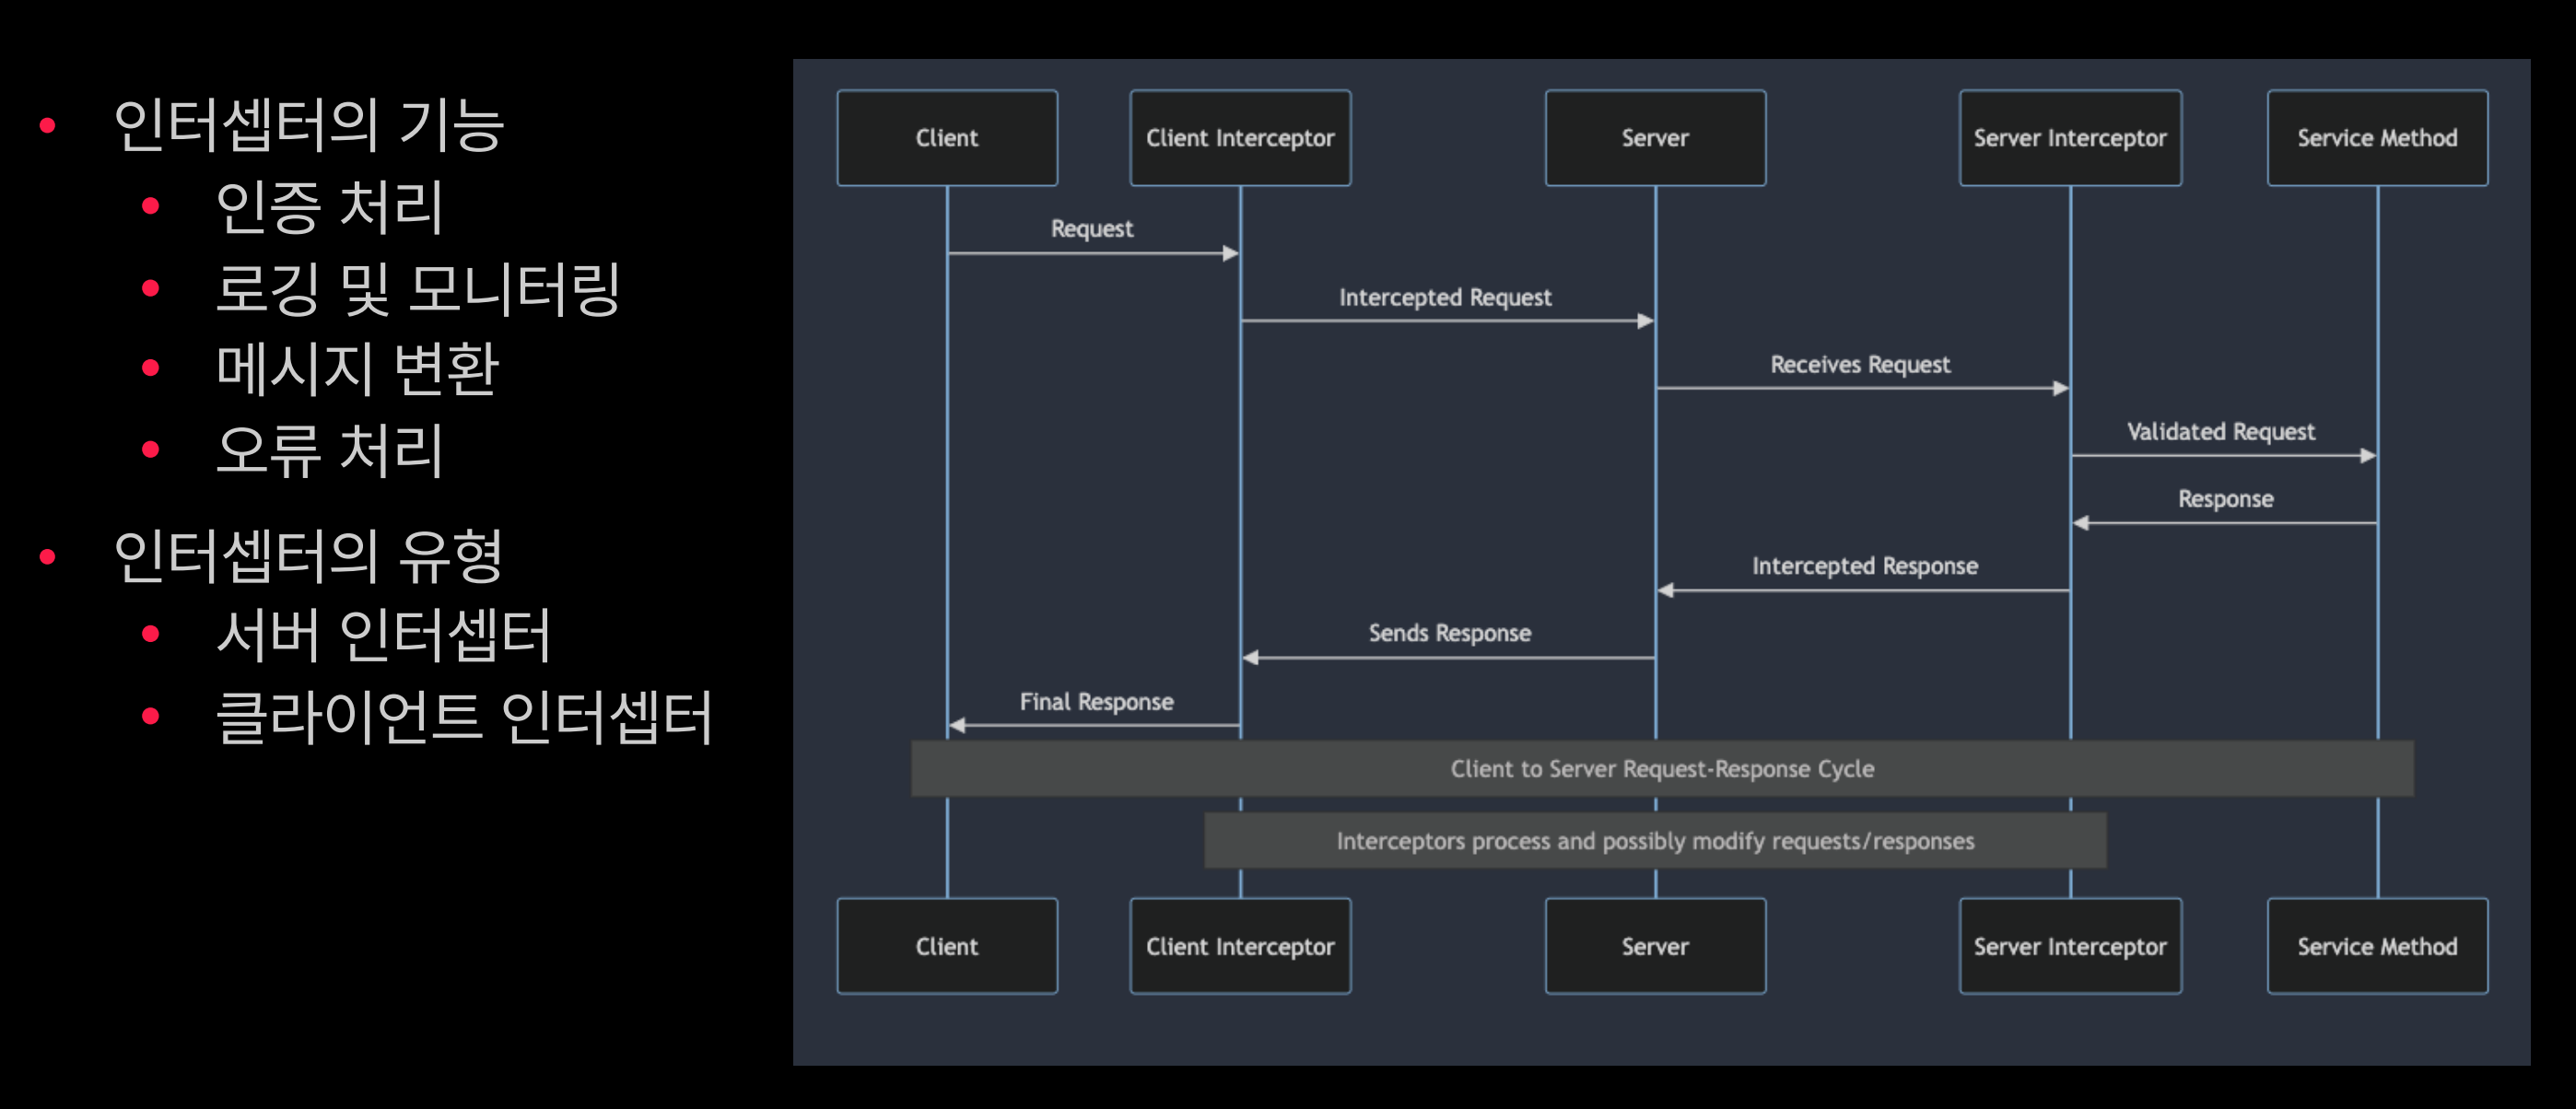 인터셉터의 기능
인증 처리
로깅 및 모니터링
메시지 변환
오류 처리
인터셉터의 유형
서버 인터셉터
클라이언트 인터셉터
Client
Client Interceptor
Server
Server Interceptor
Service Method
Request
Intercepted Request
Receives Request
Validated Request
Response
Intercepted Response
Sends Response
Final Response
Client to Server Request-Response Cycle
Interceptors process and possibly modify requests/responses
Client
Client Interceptor
Server
Server Interceptor
Service Method